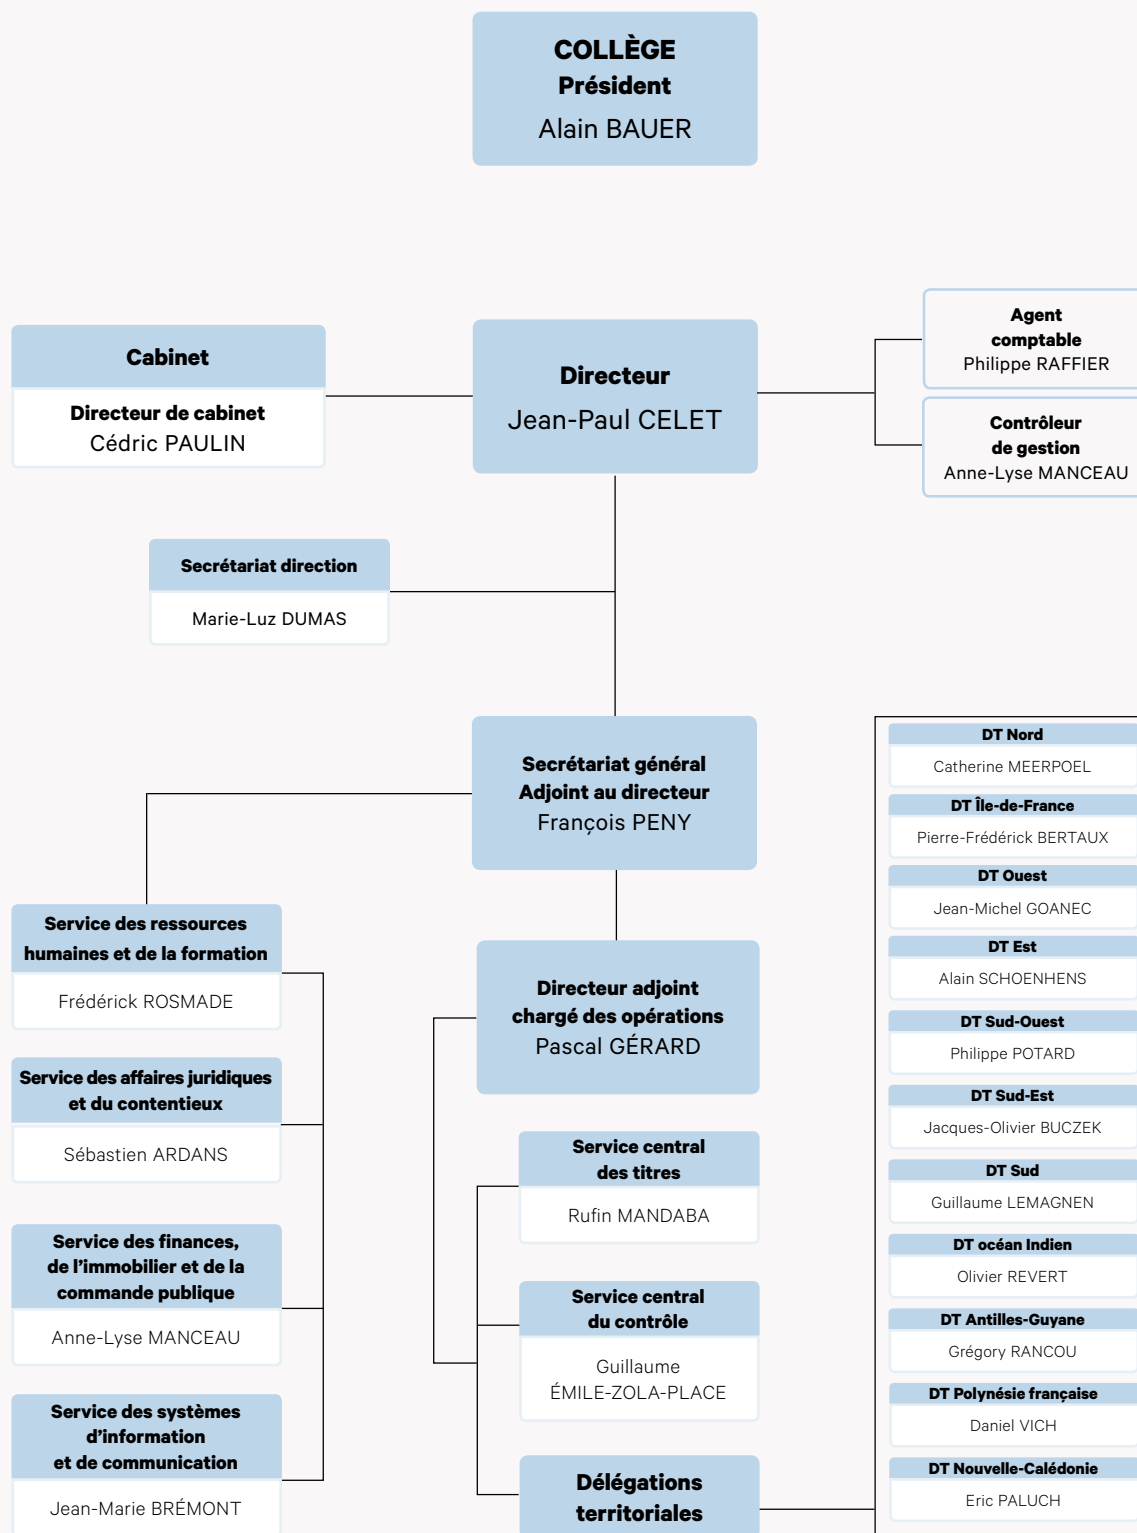 COLLÈGE
Président
Alain BAUER
Agent
comptable
Philippe RAFFIER
Cabinet
Directeur de cabinet
Cédric PAULIN
Directeur
Jean-Paul CELET
Contrôleur
de gestion
Anne-Lyse MANCEAU
Secrétariat direction
Marie-Luz DUMAS
Secrétariat général
Adjoint au directeur
François PENY
Service des ressources
humaines et de la formation
Frédérick ROSMADE
Service des affaires juridiques
et du contentieux
Sébastien ARDANS
Service des finances,
de l'immobilier et de la
commande publique
Anne-Lyse MANCEAU
Service des systèmes
d'information
et de communication
Jean-Marie BRÉMONT
Directeur adjoint
chargé des opérations
Pascal GÉRARD
Service central
des titres
Rufin MANDABA
Service central
du contrôle
Guillaume
ÉMILE-ZOLA-PLACE
Délégations
territoriales
DT Nord
Catherine MEERPOEL
DT Île-de-France
Pierre-Frédérick BERTAUX
DT Ouest
Jean-Michel GOANEC
DT Est
Alain SCHOENHENS
DT Sud-Ouest
Philippe POTARD
DT Sud-Est
Jacques-Olivier BUCZEK
DT Sud
Guillaume LEMAGNEN
DT océan Indien
Olivier REVERT
DT Antilles-Guyane
Grégory RANCOU
DT Polynésie française
Daniel VICH
DT Nouvelle-Calédonie
Eric PALUCH